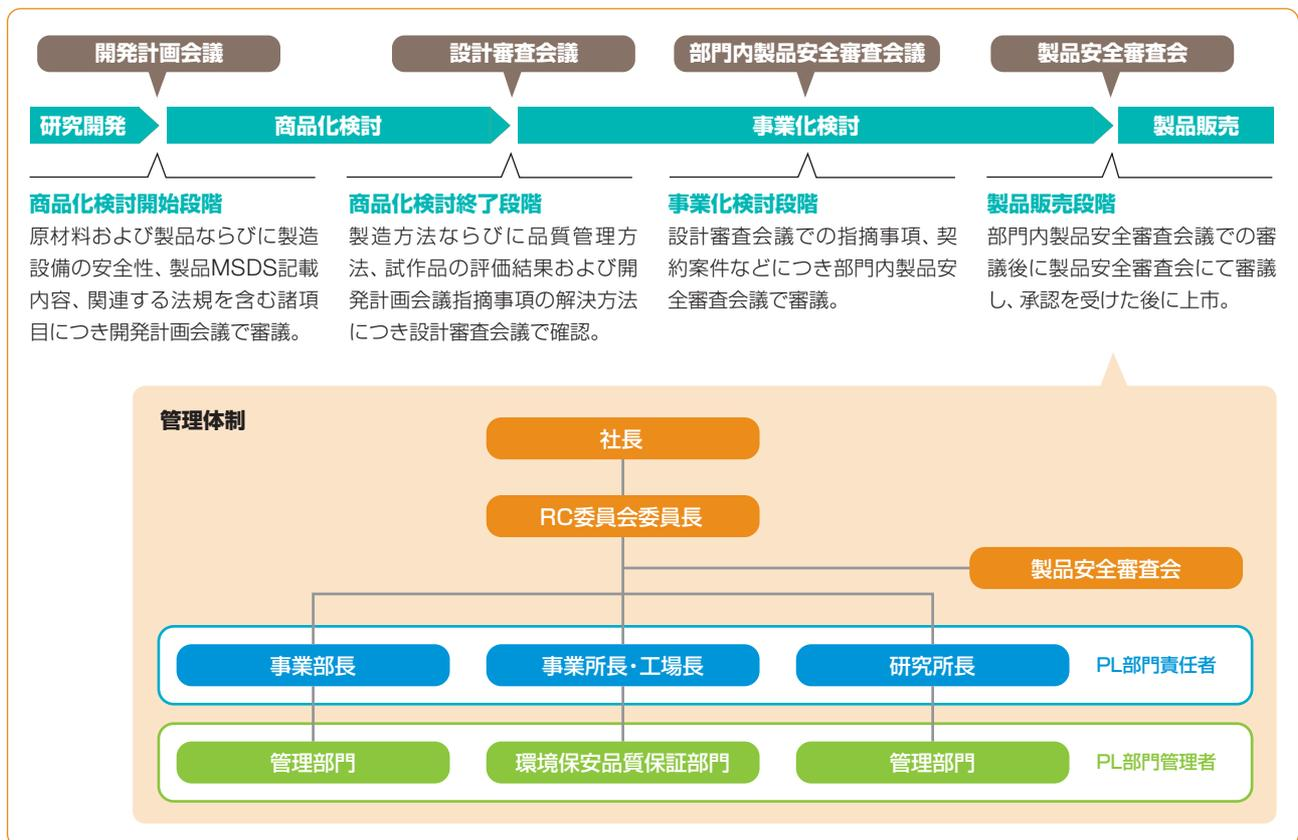 開発計画会議
設計審査会議
部門内製品安全審査会議
製品安全審査会
研究開発
商品化検討
事業化検討
製品販売
商品化検討開始段階
原材料および製品ならびに製造
設備の安全性、製品MSDS記載
内容、関連する法規を含む諸項
目につき開発計画会議で審議。
商品化検討終了段階
製造方法ならびに品質管理方
法、試作品の評価結果および開
発計画会議指摘事項の解決方法
につき設計審査会議で確認。
事業化検討段階
設計審査会議での指摘事項、契
約案件などにつき部門内製品安
全審査会議で審議。
製品販売段階
部門内製品安全審査会議での審
議後に製品安全審査会にて審議
し、承認を受けた後に上市。
管理体制
社長
RC委員会委員長
製品安全審査会
事業部長
事業所長・工場長
研究所長
PL部門責任者
管理部門
環境保安品質保証部門
管理部門
PL部門管理者